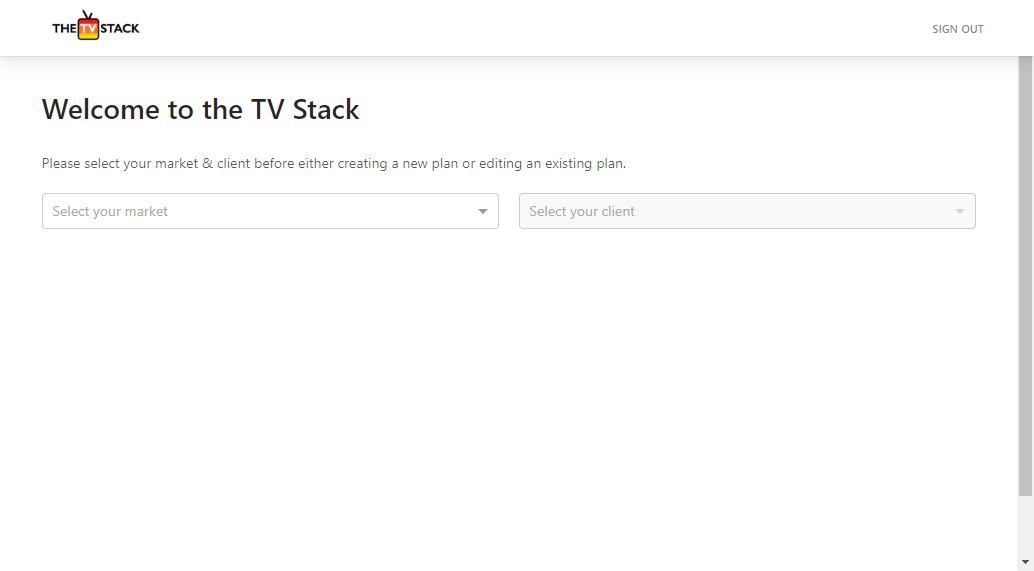 THE TV STACK
SIGN OUT
Welcome to the TV Stack
Please select your market & client before either creating a new plan or editing an existing plan.
Select your market
Select your client